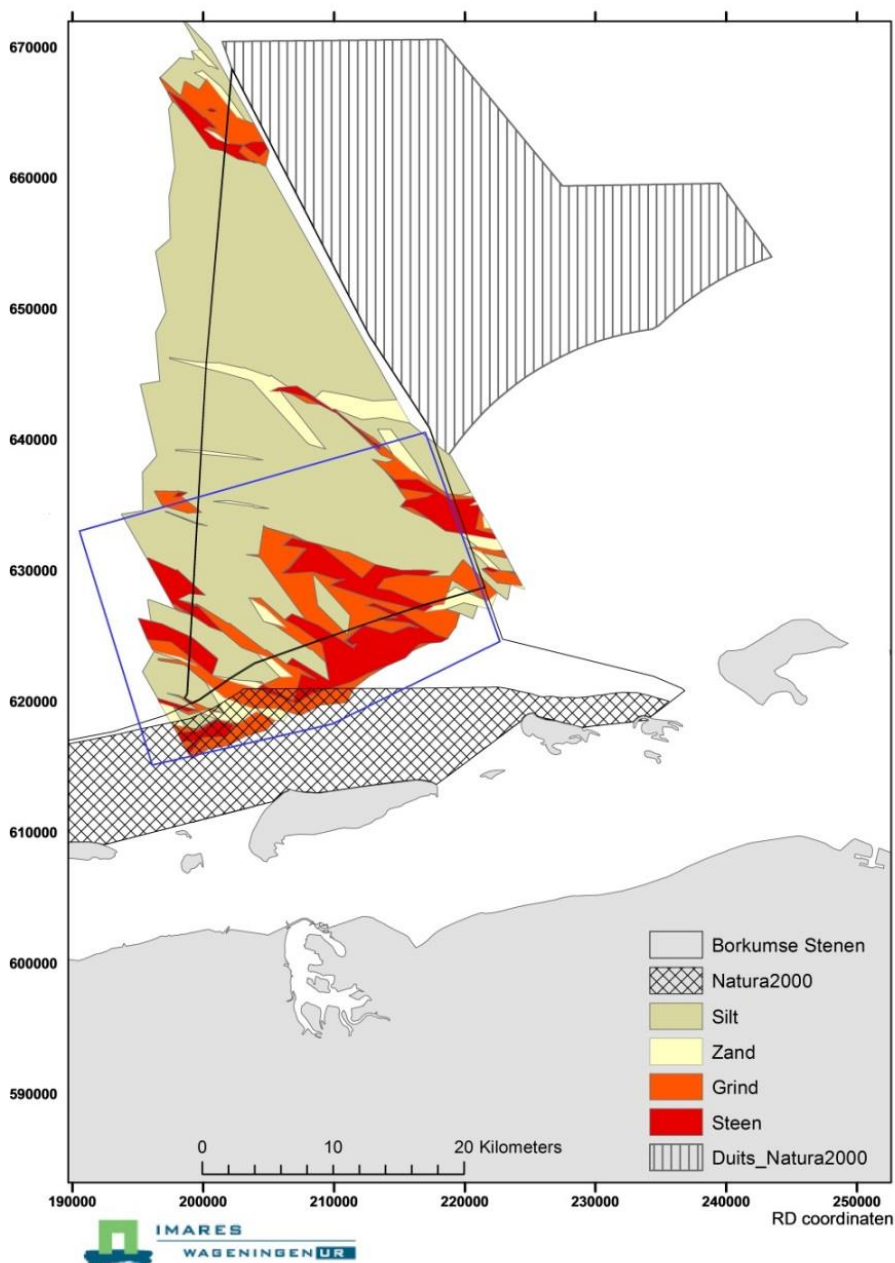 670000
660000
650000
640000
630000
620000
610000
600000
590000
Borkumse Stenen
Natura2000
Silt
Zand
Grind
Steen
Duits_Natura2000
0 10 20 Kilometers
190000 200000 210000 220000 230000 240000 250000
RD coordinaten
IMARES
WAGENINGEN UR